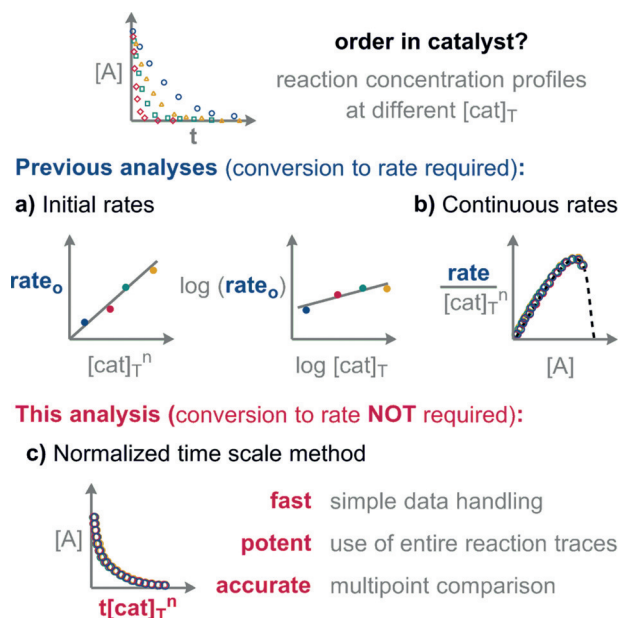 [A]
t
order in catalyst?
reaction concentration profiles
at different [cat]T
Previous analyses (conversion to rate required):
a) Initial rates
b) Continuous rates
rateo
[cat]Tn
log (rateo)
log [cat]T
rate
[cat]Tn
[A]
This analysis (conversion to rate NOT required):
c) Normalized time scale method
[A]
t[cat]Tn
fast simple data handling
potent use of entire reaction traces
accurate multipoint comparison